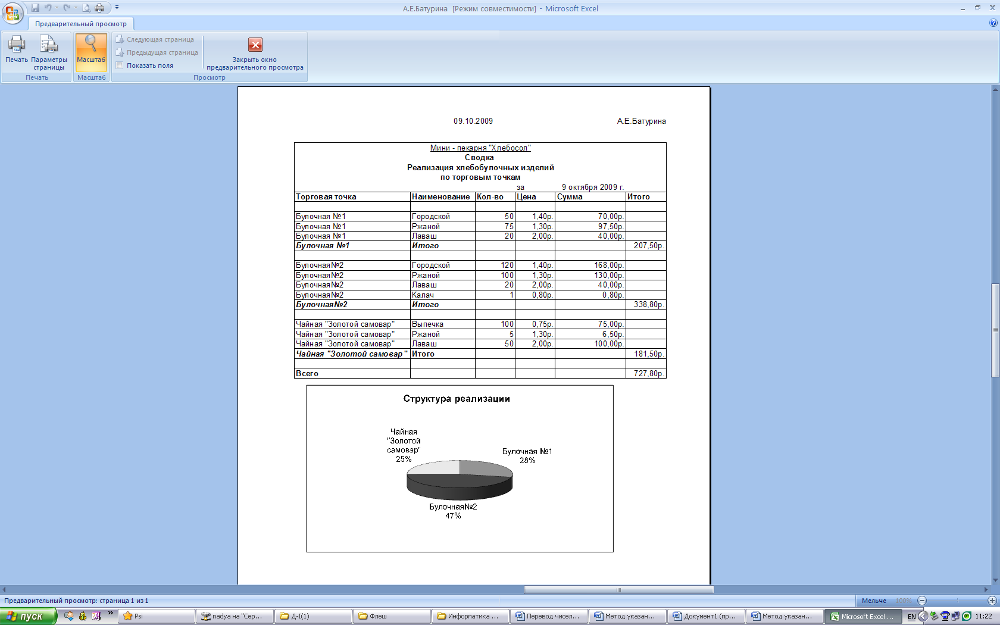 А.Е.Батурина  [Режим совместимости] - Microsoft Excel
Предварительный просмотр
Печать
Параметры страницы
Масштаб
Следующая страница
Предыдущая страница
Показать поля
Закрыть окно
предварительного просмотра
Печать
Масштаб
Просмотр
09.10.2009 А.Е.Батурина
Мини - пекарня "Хлебосол"
Сводка
Реализация хлебобулочных изделий
по торговым точкам
за 9 октября 2009 г.
Торговая точка Наименование Кол-во Цена Сумма Итого
Булочная №1 Городской 50 1,40р. 70,00р.
Булочная №1 Ржаной 75 1,30р. 97,50р.
Булочная №1 Лаваш 20 2,00р. 40,00р.
Булочная №1 Итого 207,50р.
Булочная№2 Городской 120 1,40р. 168,00р.
Булочная№2 Ржаной 100 1,30р. 130,00р.
Булочная№2 Лаваш 20 2,00р. 40,00р.
Булочная№2 Калач 1 0,80р. 0,80р.
Булочная№2 Итого 338,80р.
Чайная "Золотой самовар" Выпечка 100 0,75р. 75,00р.
Чайная "Золотой самовар" Ржаной 5 1,30р. 6,50р.
Чайная "Золотой самовар" Лаваш 50 2,00р. 100,00р.
Чайная "Золотой самовар" Итого 181,50р.
Всего 727,80р.
Структура реализации
Чайная
"Золотой
самовар"
25%
Булочная №1
28%
Булочная№2
47%
Предварительный просмотр: страница 1 из 1
Мельче 100%
пуск
Psi
nadya на "Сер...
Д-I(1)
Флеш
Информатика ...
Перевод чисел...
Метод указан...
Документ1 (пр...
Метод указан...
Microsoft Excel ...
EN
11:22